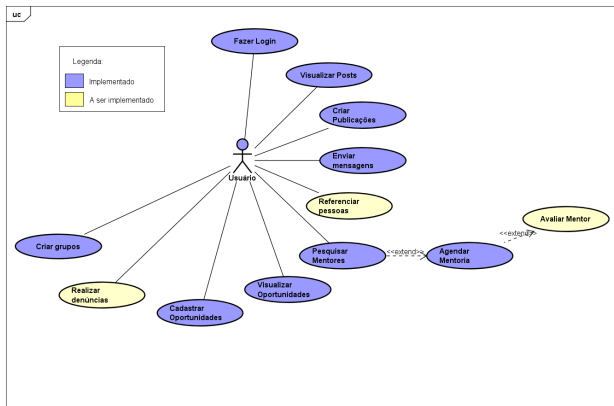 uc
Fazer Login
Legenda:
Implementado
A ser implementado
Visualizar Posts
Criar
Publicações
Enviar
mensagens
Usuário
Referenciar
pessoas
Avaliar Mentor
<<extend>>
Criar grupos
Pesquisar
Mentores
<<extend>>
Agendar
Mentoria
Realizar
denúncias
Visualizar
Oportunidades
Cadastrar
Oportunidades